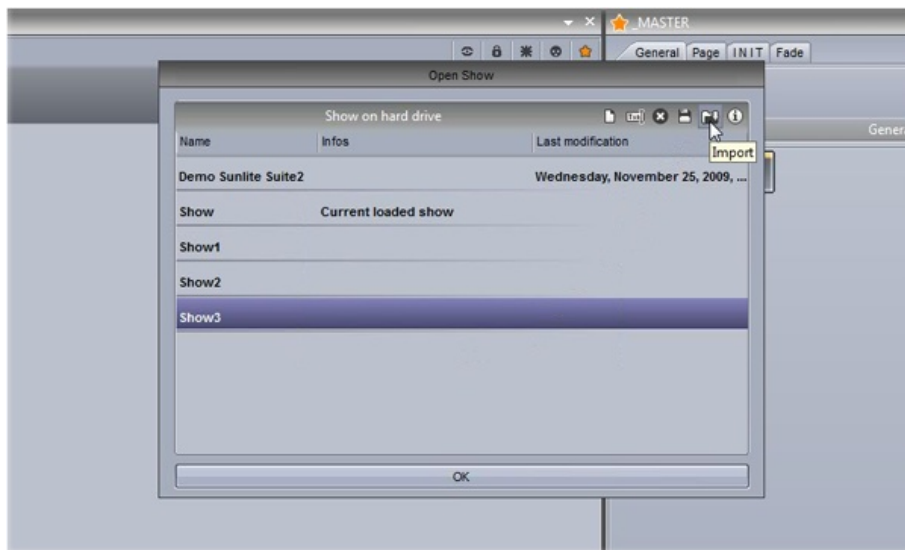 _MASTER
General Page INIT Fade
Open Show
Show on hard drive
Import
Name Infos Last modification
Demo Sunlite Suite2 Wednesday, November 25, 2009, ...
Show Current loaded show
Show1
Show2
Show3
OK
Gener